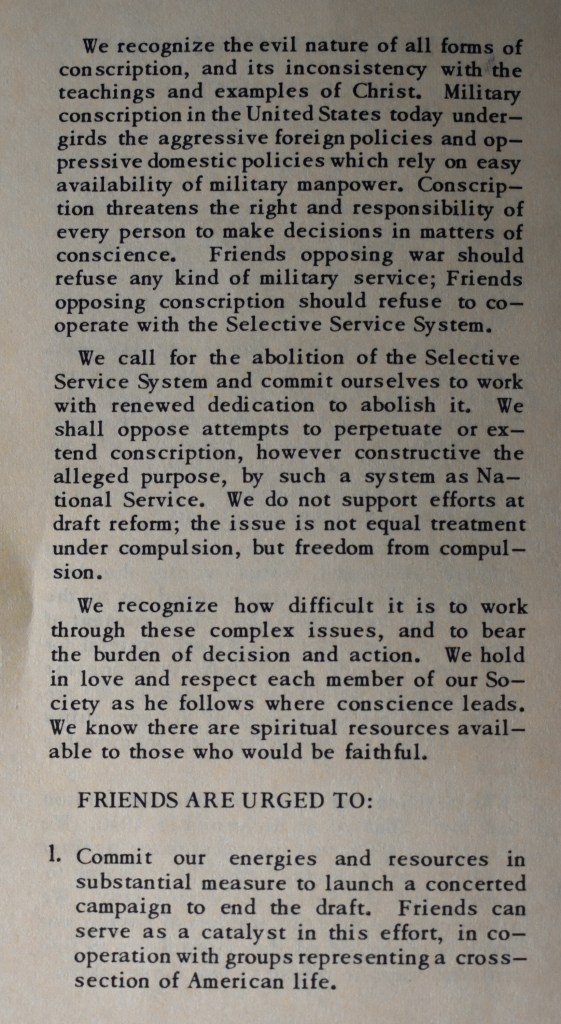 We recognize the evil nature of all forms of
conscription, and its inconsistency with the
teachings and examples of Christ. Military
conscription in the United States today under—
girds the aggressive foreign policies and op—
pressive domestic policies which rely on easy
availability of military manpower. Conscrip—
tion threatens the right and responsibility of
every person to make decisions in matters of
conscience. Friends opposing war should
refuse any kind of military service; Friends
opposing conscription should refuse to co—
operate with the Selective Service System.
We call for the abolition of the Selective
Service System and commit ourselves to work
with renewed dedication to abolish it. We
shall oppose attempts to perpetuate or ex—
tend conscription, however constructive the
alleged purpose, by such a system as Na—
tional Service. We do not support efforts at
draft reform; the issue is not equal treatment
under compulsion, but freedom from compul—
sion.
We recognize how difficult it is to work
through these complex issues, and to bear
the burden of decision and action. We hold
in love and respect each member of our So—
ciety as he follows where conscience leads.
We know there are spiritual resources avail—
able to those who would be faithful.
FRIENDS ARE URGED TO:
1. Commit our energies and resources in
substantial measure to launch a concerted
campaign to end the draft. Friends can
serve as a catalyst in this effort, in co—
operation with groups representing a cross—
section of American life.